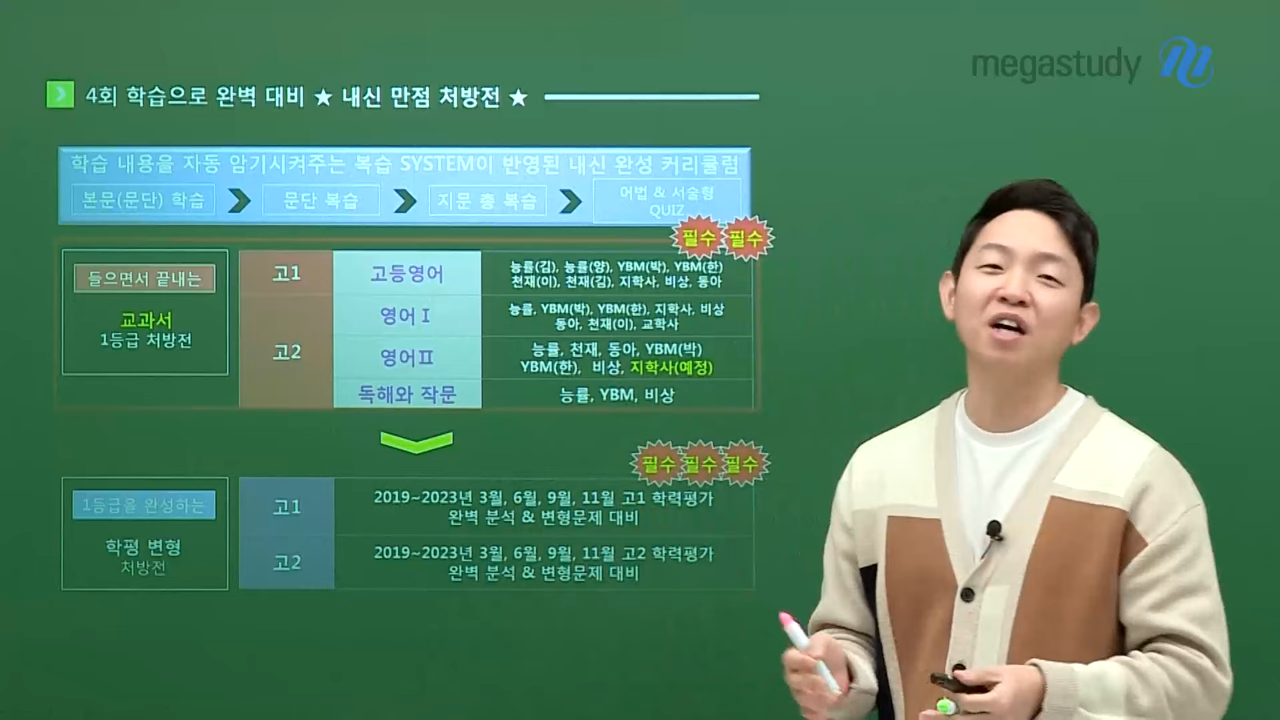 megastudy
4회 학습으로 완벽 대비 ★ 내신 만점 처방전 ★
학습 내용을 자동 암기시켜주는 복습 SYSTEM이 반영된 내신 완성 커리큘럼
본문(문단) 학습
문단 복습
지문 총 복습
어법 & 서술형
QUIZ
필수 필수
들으면서 끝내는
교과서
1등급 처방전
고1
고등영어
능률(김), 능률(양), YBM(박), YBM(한)
천재(이), 천재(김), 지학사, 비상, 동아
고2
영어Ⅰ
능률, YBM(박), YBM(한), 지학사, 비상
동아, 천재(이), 교학사
영어Ⅱ
능률, 천재, 동아, YBM(박)
YBM(한), 비상, 지학사(예정)
독해와 작문
능률, YBM, 비상
필수 필수 필수
1등급을 완성하는
학평 변형
처방전
고1
2019~2023년 3월, 6월, 9월, 11월 고1 학력평가
완벽 분석 & 변형문제 대비
고2
2019~2023년 3월, 6월, 9월, 11월 고2 학력평가
완벽 분석 & 변형문제 대비